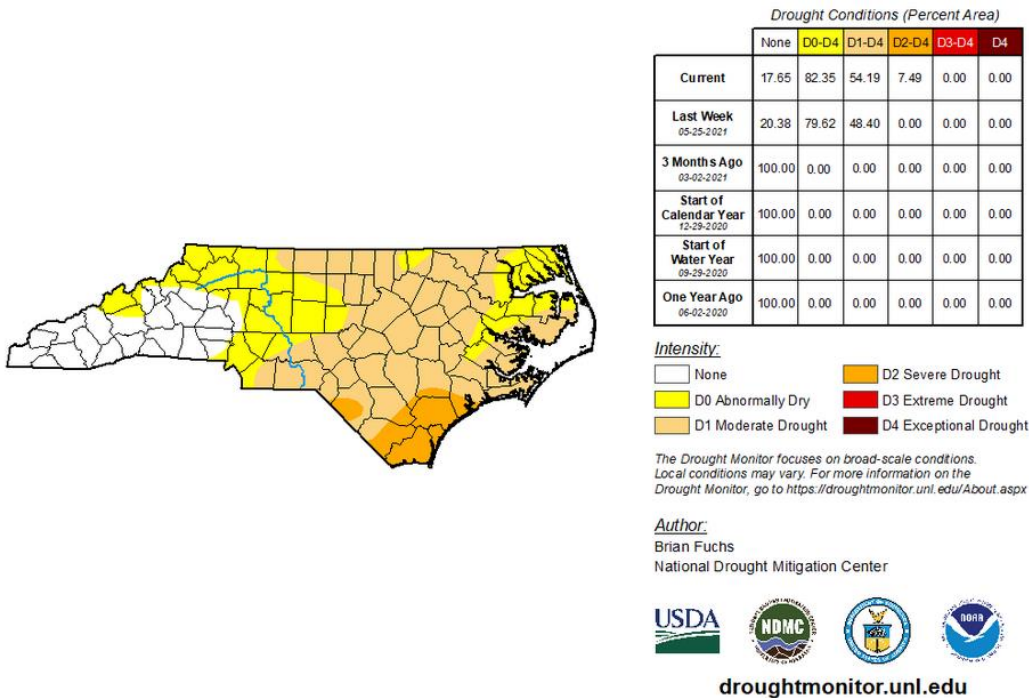 Drought Conditions (Percent Area)
None D0-D4 D1-D4 D2-D4 D3-D4 D4
Current 17.65 82.35 54.19 7.49 0.00 0.00
Last Week
05-25-2021 20.38 79.62 48.40 0.00 0.00 0.00
3 Months Ago
03-02-2021 100.00 0.00 0.00 0.00 0.00 0.00
Start of
Calendar Year
12-29-2020 100.00 0.00 0.00 0.00 0.00 0.00
Start of
Water Year
09-29-2020 100.00 0.00 0.00 0.00 0.00 0.00
One Year Ago
06-02-2020 100.00 0.00 0.00 0.00 0.00 0.00
Intensity:
None
D0 Abnormally Dry
D1 Moderate Drought
D2 Severe Drought
D3 Extreme Drought
D4 Exceptional Drought
The Drought Monitor focuses on broad-scale conditions.
Local conditions may vary. For more information on the
Drought Monitor, go to https://droughtmonitor.unl.edu/About.aspx
Author:
Brian Fuchs
National Drought Mitigation Center
USDA
NDMC
NOAA
droughtmonitor.unl.edu